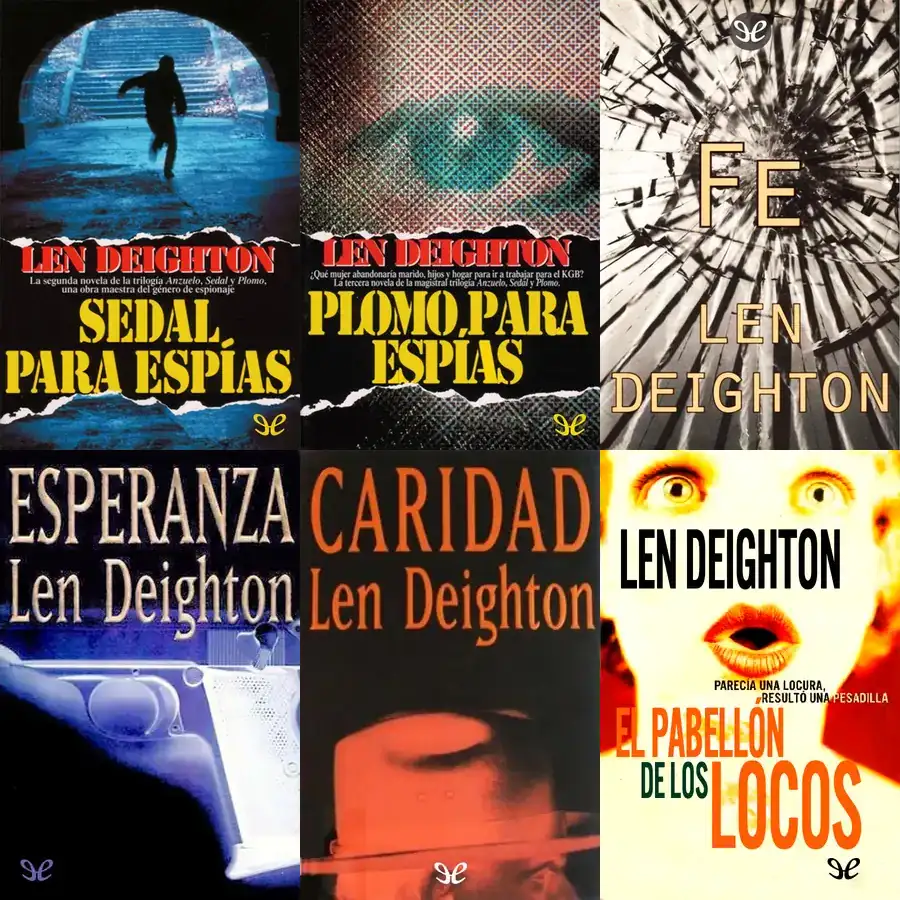 LEN DEIGHTON
La segunda novela de la trilogía Anzuelo, Sedal y Plomo,
una obra maestra del género de espionaje
SEDAL
PARA ESPÍAS
LEN DEIGHTON
¿Qué mujer abandonaría marido, hijos y hogar para ir a trabajar para el KGB?
La tercera novela de la magistral trilogía Anzuelo, Sedal y Plomo.
PLOMO PARA
ESPÍAS
FE
LEN
DEIGHTON
ESPERANZA
Len Deighton
CARIDAD
Len Deighton
LEN DEIGHTON
PARECÍA UNA LOCURA,
RESULTÓ UNA PESADILLA
EL PABELLÓN
DE LOS LOCOS